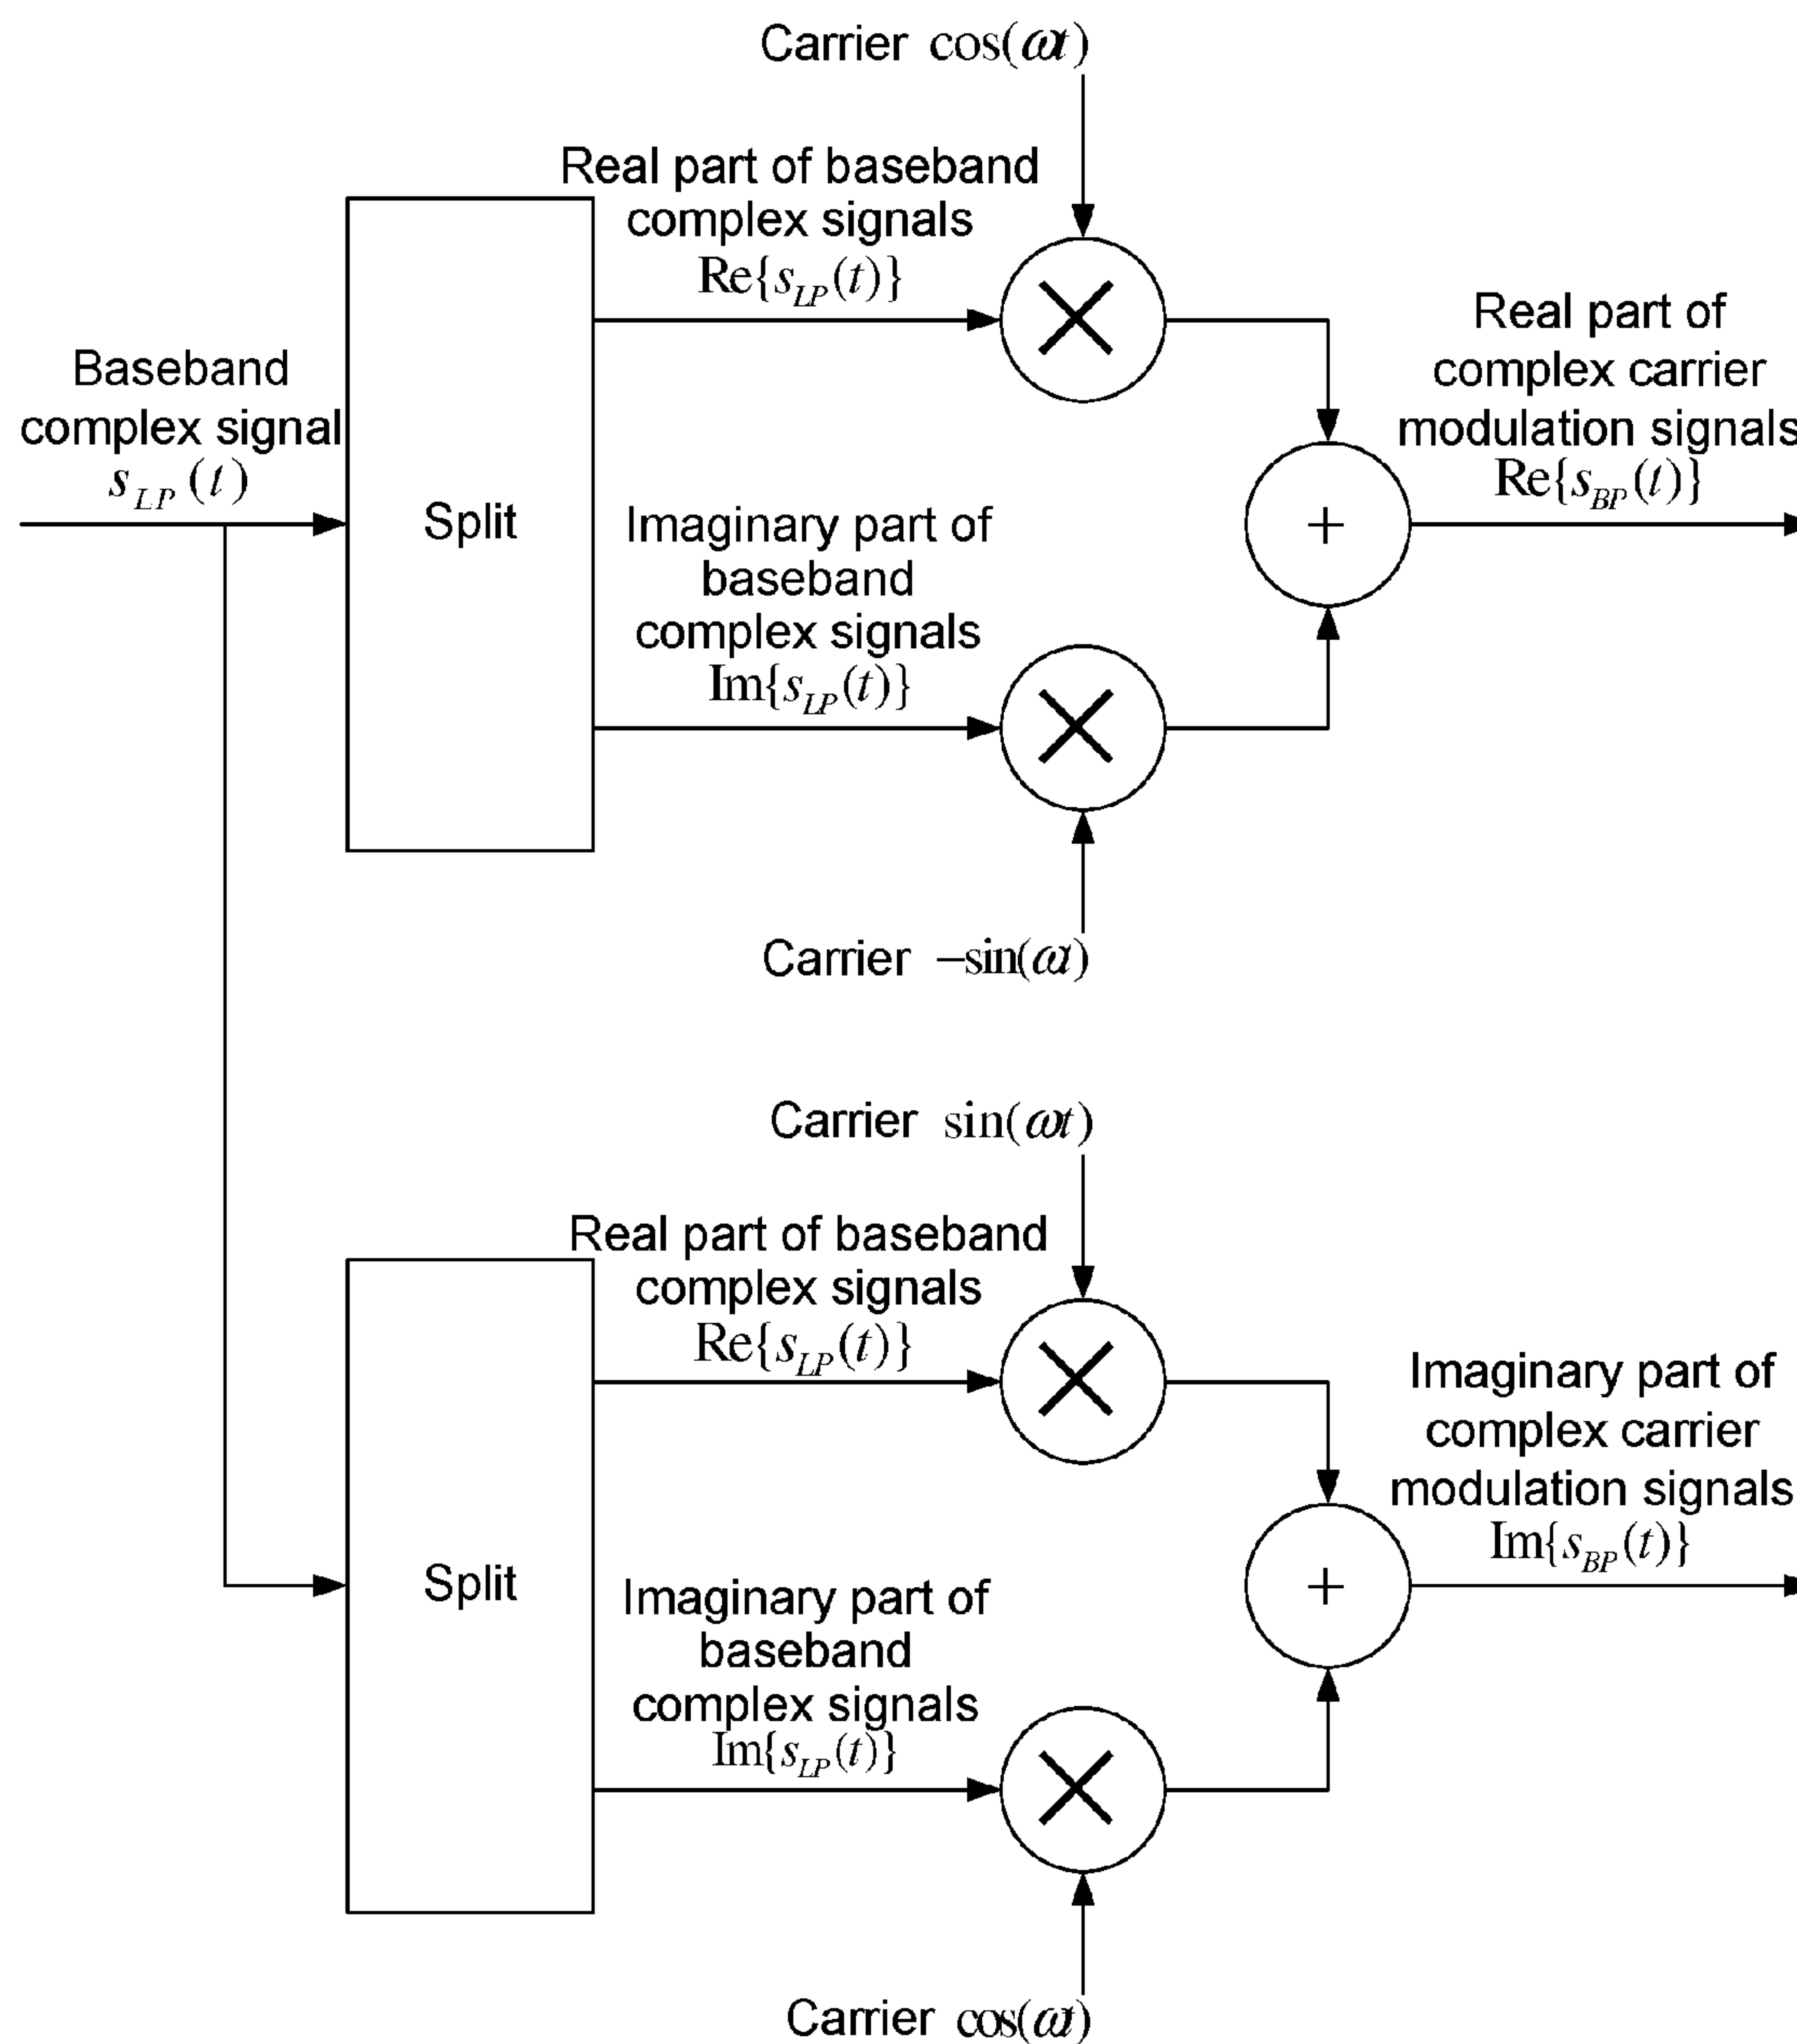 Carrier cos(ωt)
Real part of baseband
complex signals
Re{s_LP(t)}
Baseband
complex signal
s_LP(t)
Split
Imaginary part of
baseband
complex signals
Im{s_LP(t)}
Carrier −sin(ωt)
+
Real part of
complex carrier
modulation signals
Re{s_BP(t)}
Carrier sin(ωt)
Real part of baseband
complex signals
Re{s_LP(t)}
Split
Imaginary part of
baseband
complex signals
Im{s_LP(t)}
Carrier cos(ωt)
+
Imaginary part of
complex carrier
modulation signals
Im{s_BP(t)}